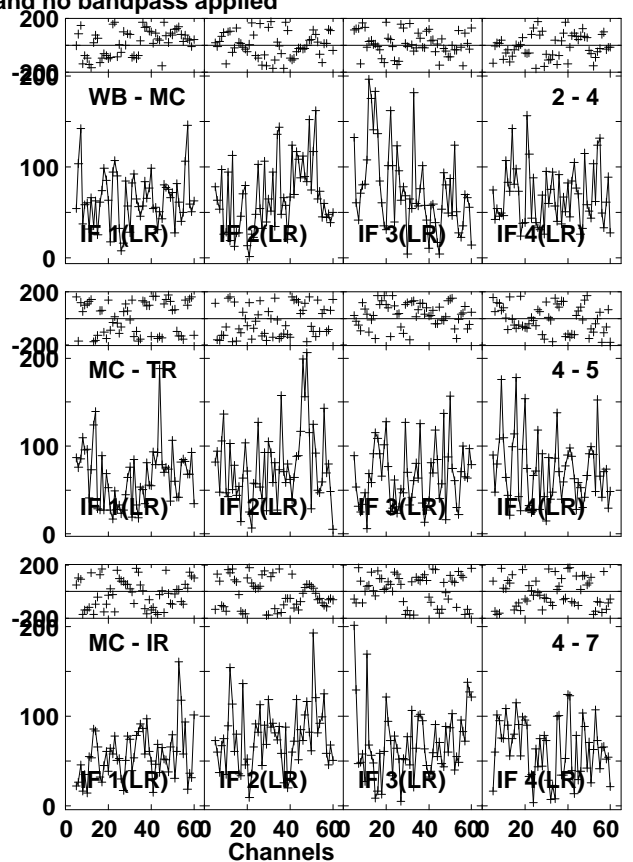 and no bandpass applied
200
-200
200
WB - MC
2 - 4
100
0
IF 1(LR) IF 2(LR) IF 3(LR) IF 4(LR)
200
-200
200
MC - TR
4 - 5
100
0
IF 1(LR) IF 2(LR) IF 3(LR) IF 4(LR)
200
-200
200
MC - IR
4 - 7
100
0
IF 1(LR) IF 2(LR) IF 3(LR) IF 4(LR)
0 20 40 60 0 20 40 60 0 20 40 60 0 20 40 60
Channels